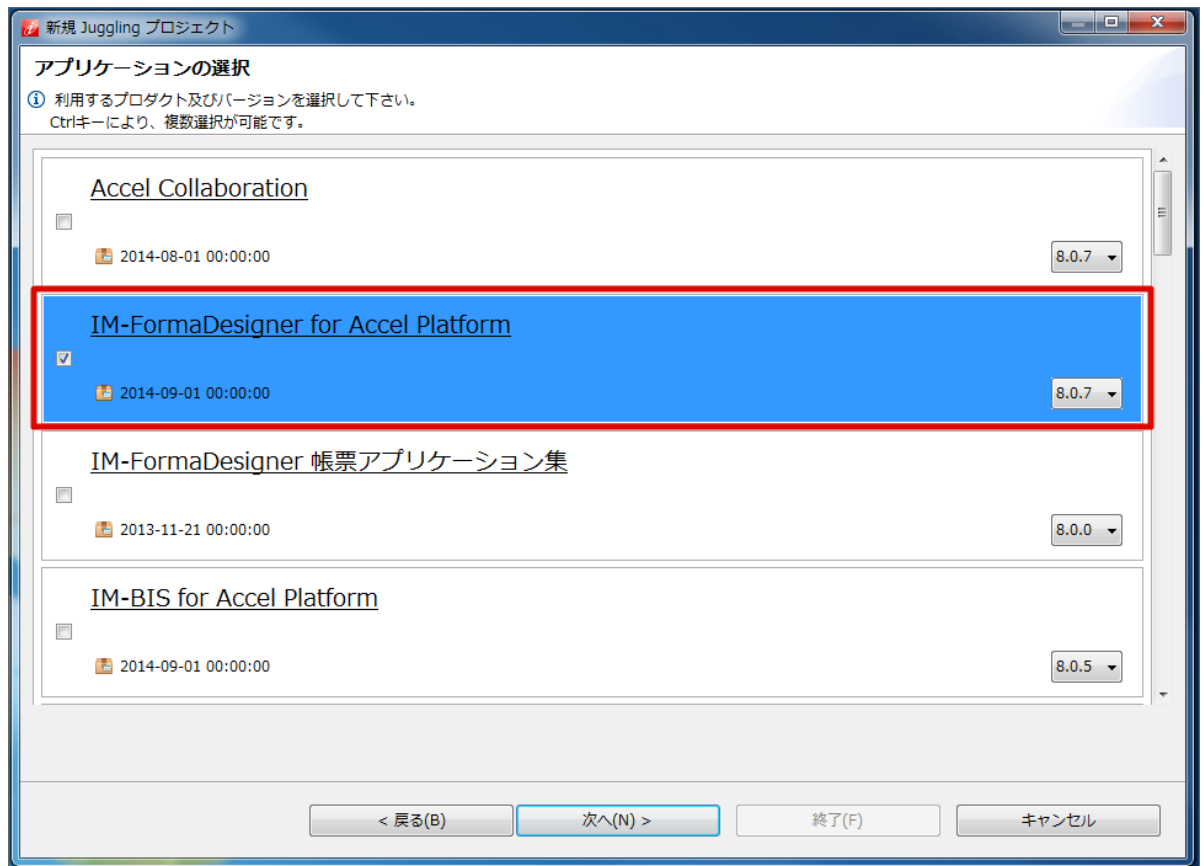 新規 Juggling プロジェクト
アプリケーションの選択
利用するプロダクト及びバージョンを選択して下さい。
Ctrlキーにより、複数選択が可能です。
Accel Collaboration
2014-08-01 00:00:00
8.0.7
IM-FormaDesigner for Accel Platform
2014-09-01 00:00:00
8.0.7
IM-FormaDesigner 帳票アプリケーション集
2013-11-21 00:00:00
8.0.0
IM-BIS for Accel Platform
2014-09-01 00:00:00
8.0.5
< 戻る(B)
次へ(N) >
終了(F)
キャンセル